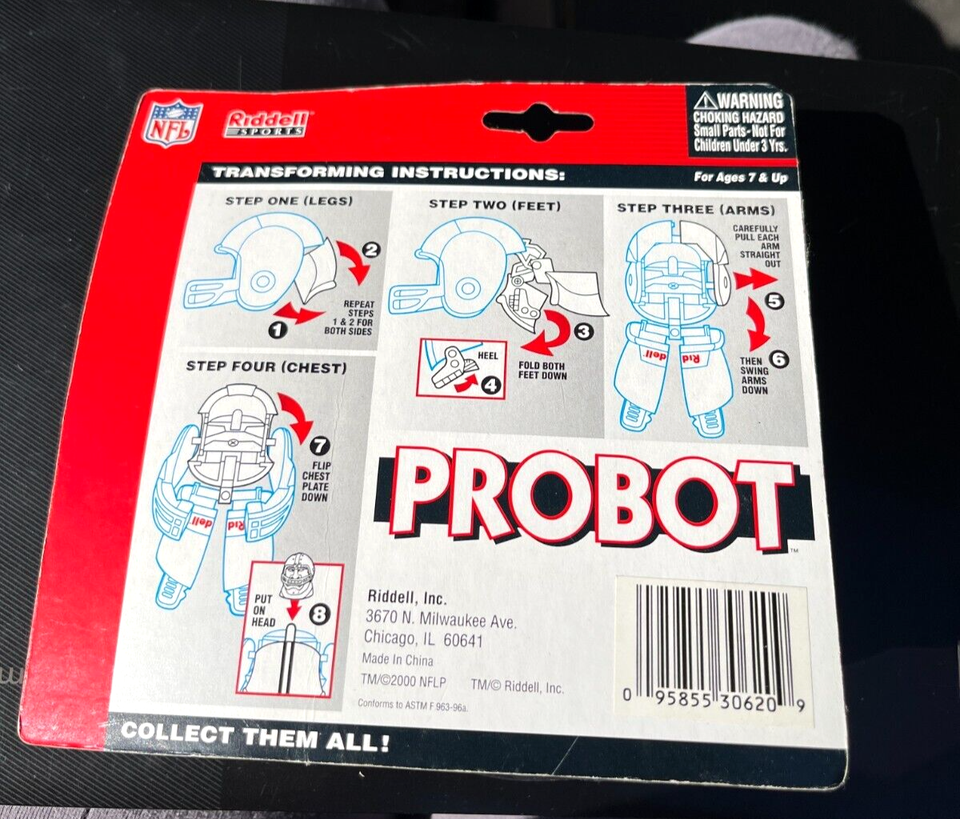 NFL
Riddell
SPORTS
WARNING
CHOKING HAZARD
Small Parts-Not For
Children Under 3 Yrs.
TRANSFORMING INSTRUCTIONS:
For Ages 7 & Up
STEP ONE (LEGS)
2
1
REPEAT
STEPS
1 & 2 FOR
BOTH SIDES
STEP TWO (FEET)
3
HEEL
4
FOLD BOTH
FEET DOWN
STEP THREE (ARMS)
CAREFULLY
PULL EACH
ARM
STRAIGHT
OUT
5
6
THEN
SWING
ARMS
DOWN
Riddell
STEP FOUR (CHEST)
7
FLIP
CHEST
PLATE
DOWN
Riddell
PUT
ON
HEAD
8
PROBOT™
Riddell, Inc.
3670 N. Milwaukee Ave.
Chicago, IL 60641
Made In China
TM/©2000 NFLP TM/© Riddell, Inc.
Conforms to ASTM F 963-96a.
0 95855 30620 9
COLLECT THEM ALL!